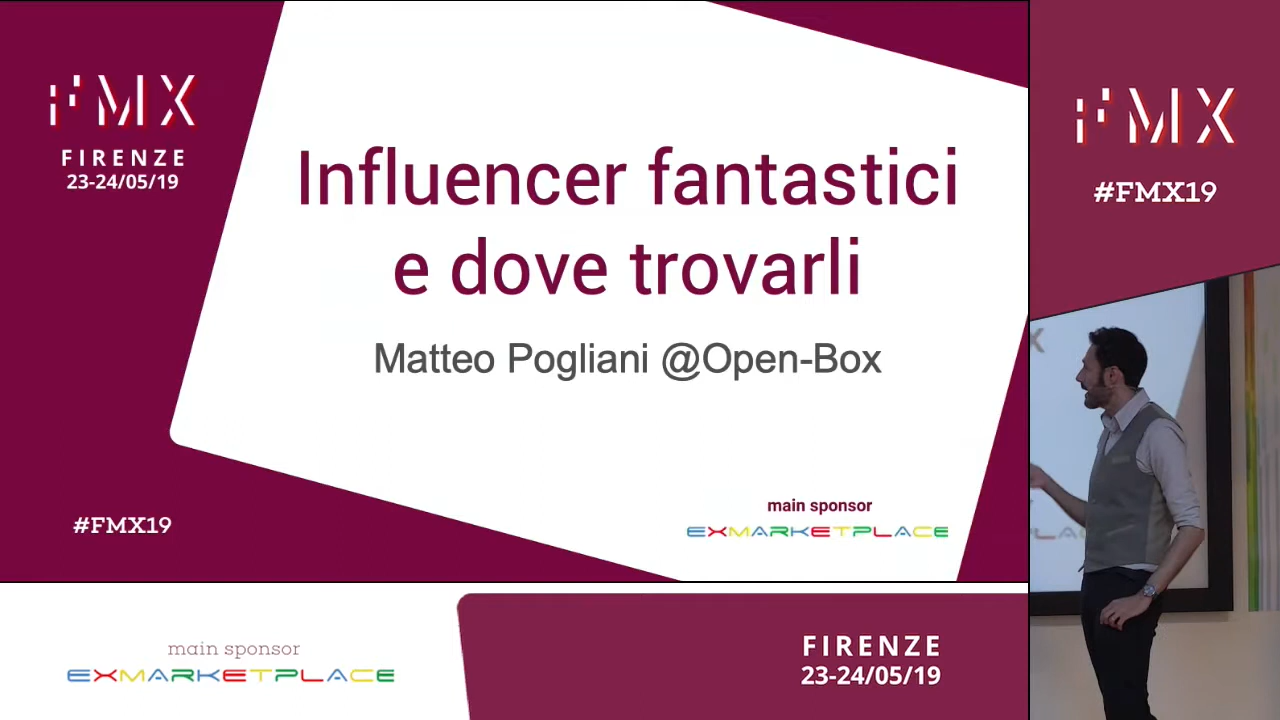 FMX
FIRENZE
23-24/05/19
Influencer fantastici
e dove trovarli
Matteo Pogliani @Open-Box
#FMX19
main sponsor
EXMARKETPLACE
FMX
#FMX19
main sponsor
EXMARKETPLACE
FIRENZE
23-24/05/19